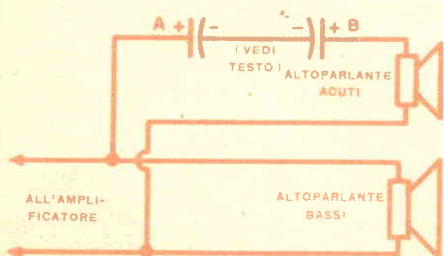 A + - - + B
(VEDI
TESTO)
ALTOPARLANTE
ACUTI
ALL'AMPLI-
FICATORE
ALTOPARLANTE
BASSI